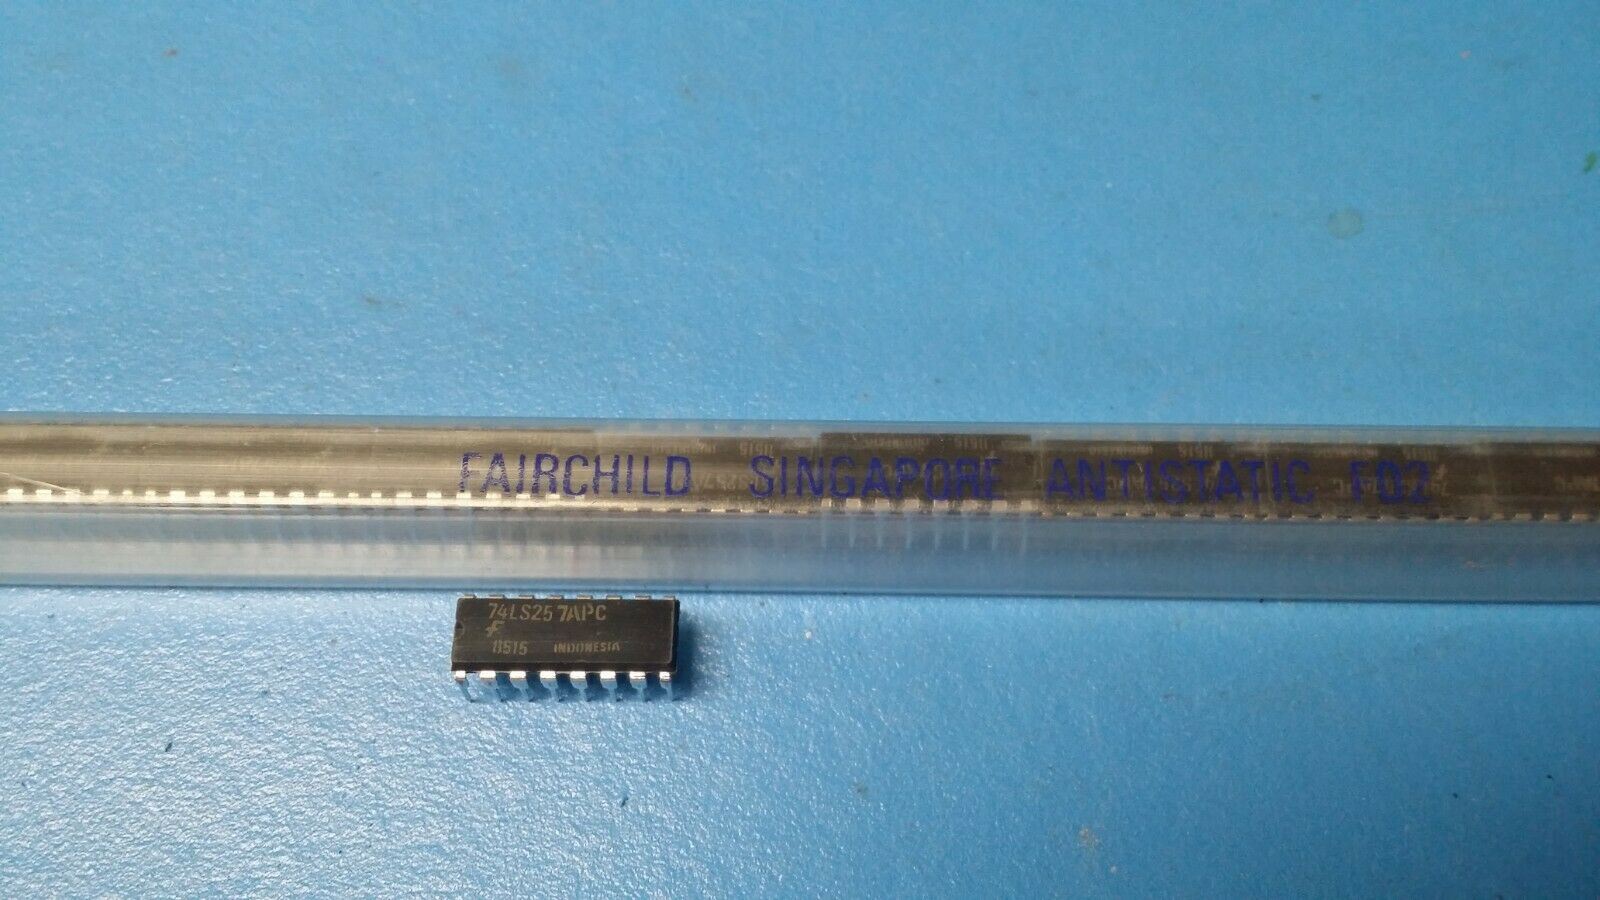 FAIRCHILD SINGAPORE ANTISTATIC F02
74LS257APC
F
8515 INDONESIA